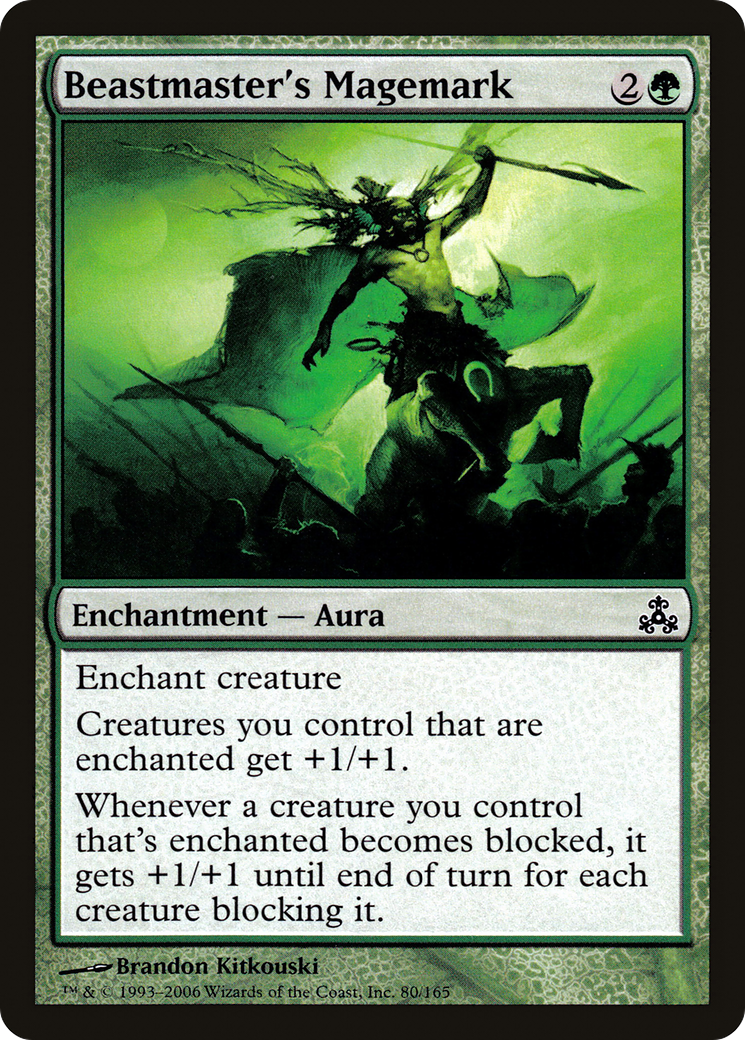 Beastmaster's Magemark 2
Enchantment — Aura
Enchant creature
Creatures you control that are
enchanted get +1/+1.
Whenever a creature you control
that's enchanted becomes blocked, it
gets +1/+1 until end of turn for each
creature blocking it.
Brandon Kitkouski
™ & © 1993–2006 Wizards of the Coast, Inc. 80/165